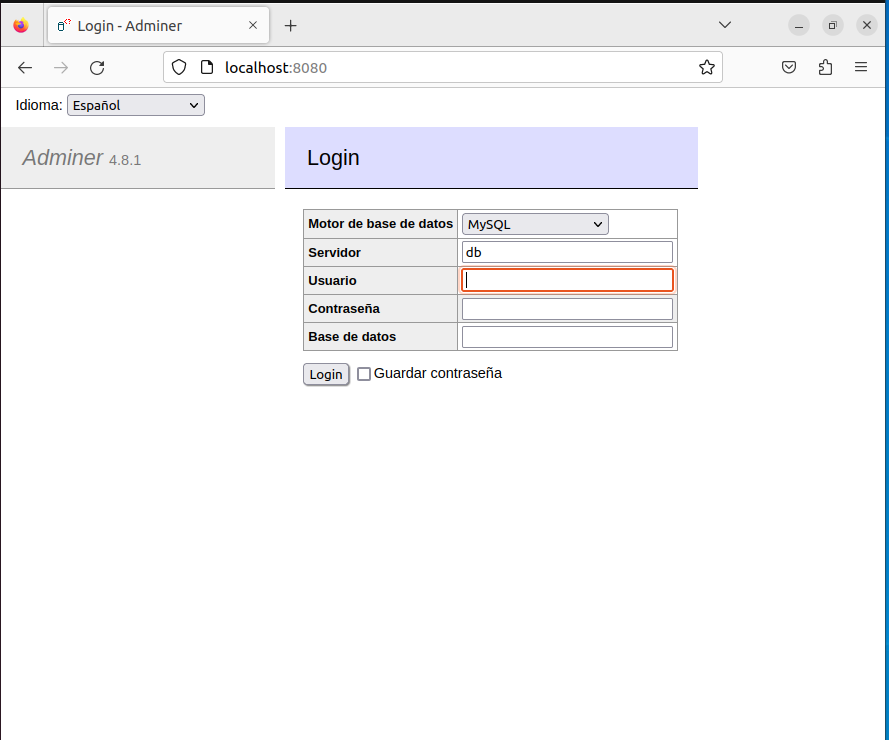 Login - Adminer
localhost:8080
Idioma: Español
Adminer 4.8.1
Login
Motor de base de datos MySQL
Servidor db
Usuario
Contraseña
Base de datos
Login Guardar contraseña